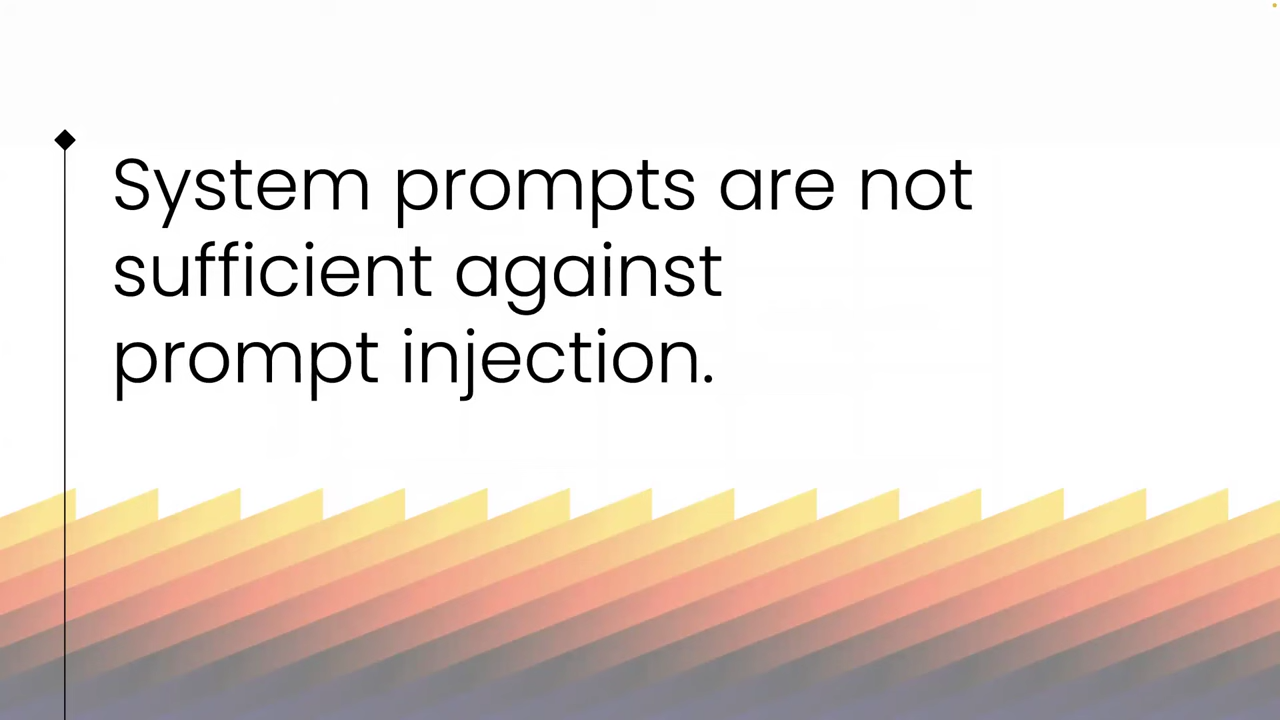 System prompts are not
sufficient against
prompt injection.